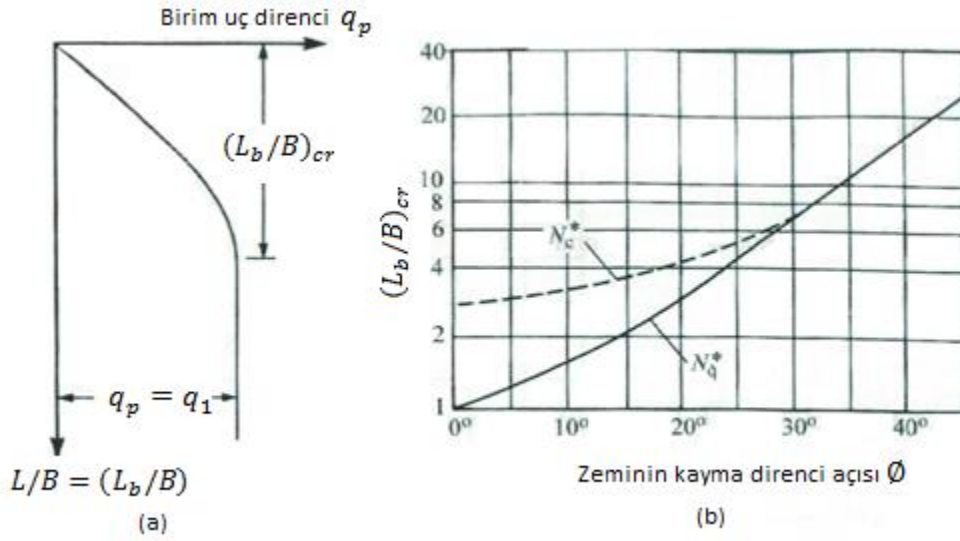 Birim uç direnci q_p
(L_b/B)_cr
q_p = q_1
L/B = (L_b/B)
(a)
(L_b/B)_cr
40
20
10
8
6
4
2
1
N_c^*
N_q^*
0° 10° 20° 30° 40°
Zeminin kayma direnci açısı Ø
(b)